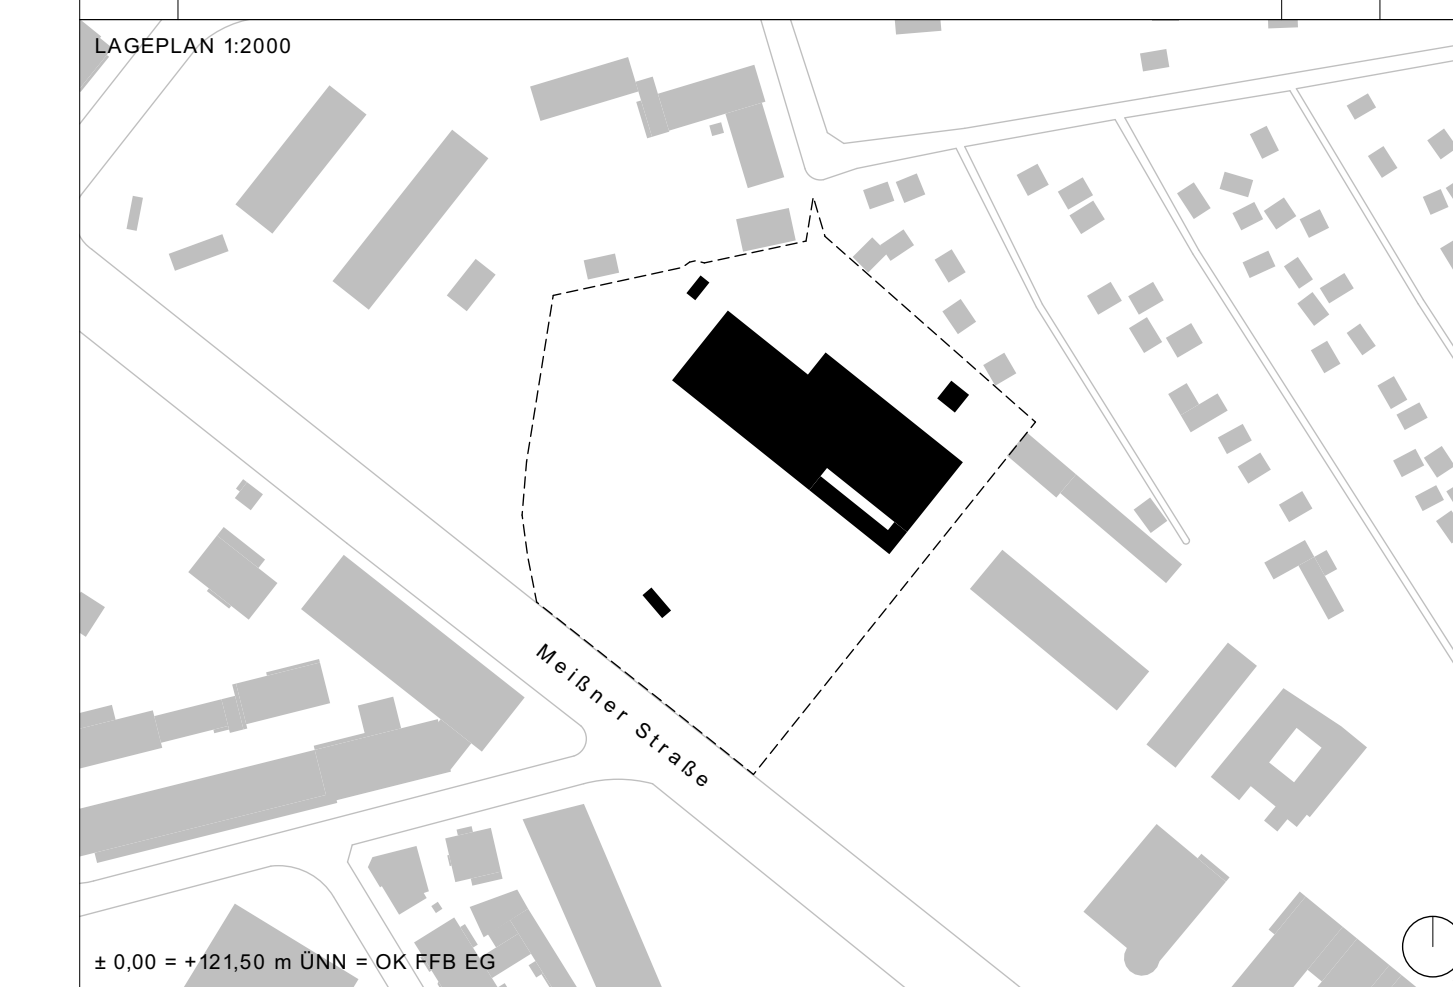 LAGEPLAN 1:2000
Meißner Straße
± 0,00 = +121,50 m ÜNN = OK FFB EG